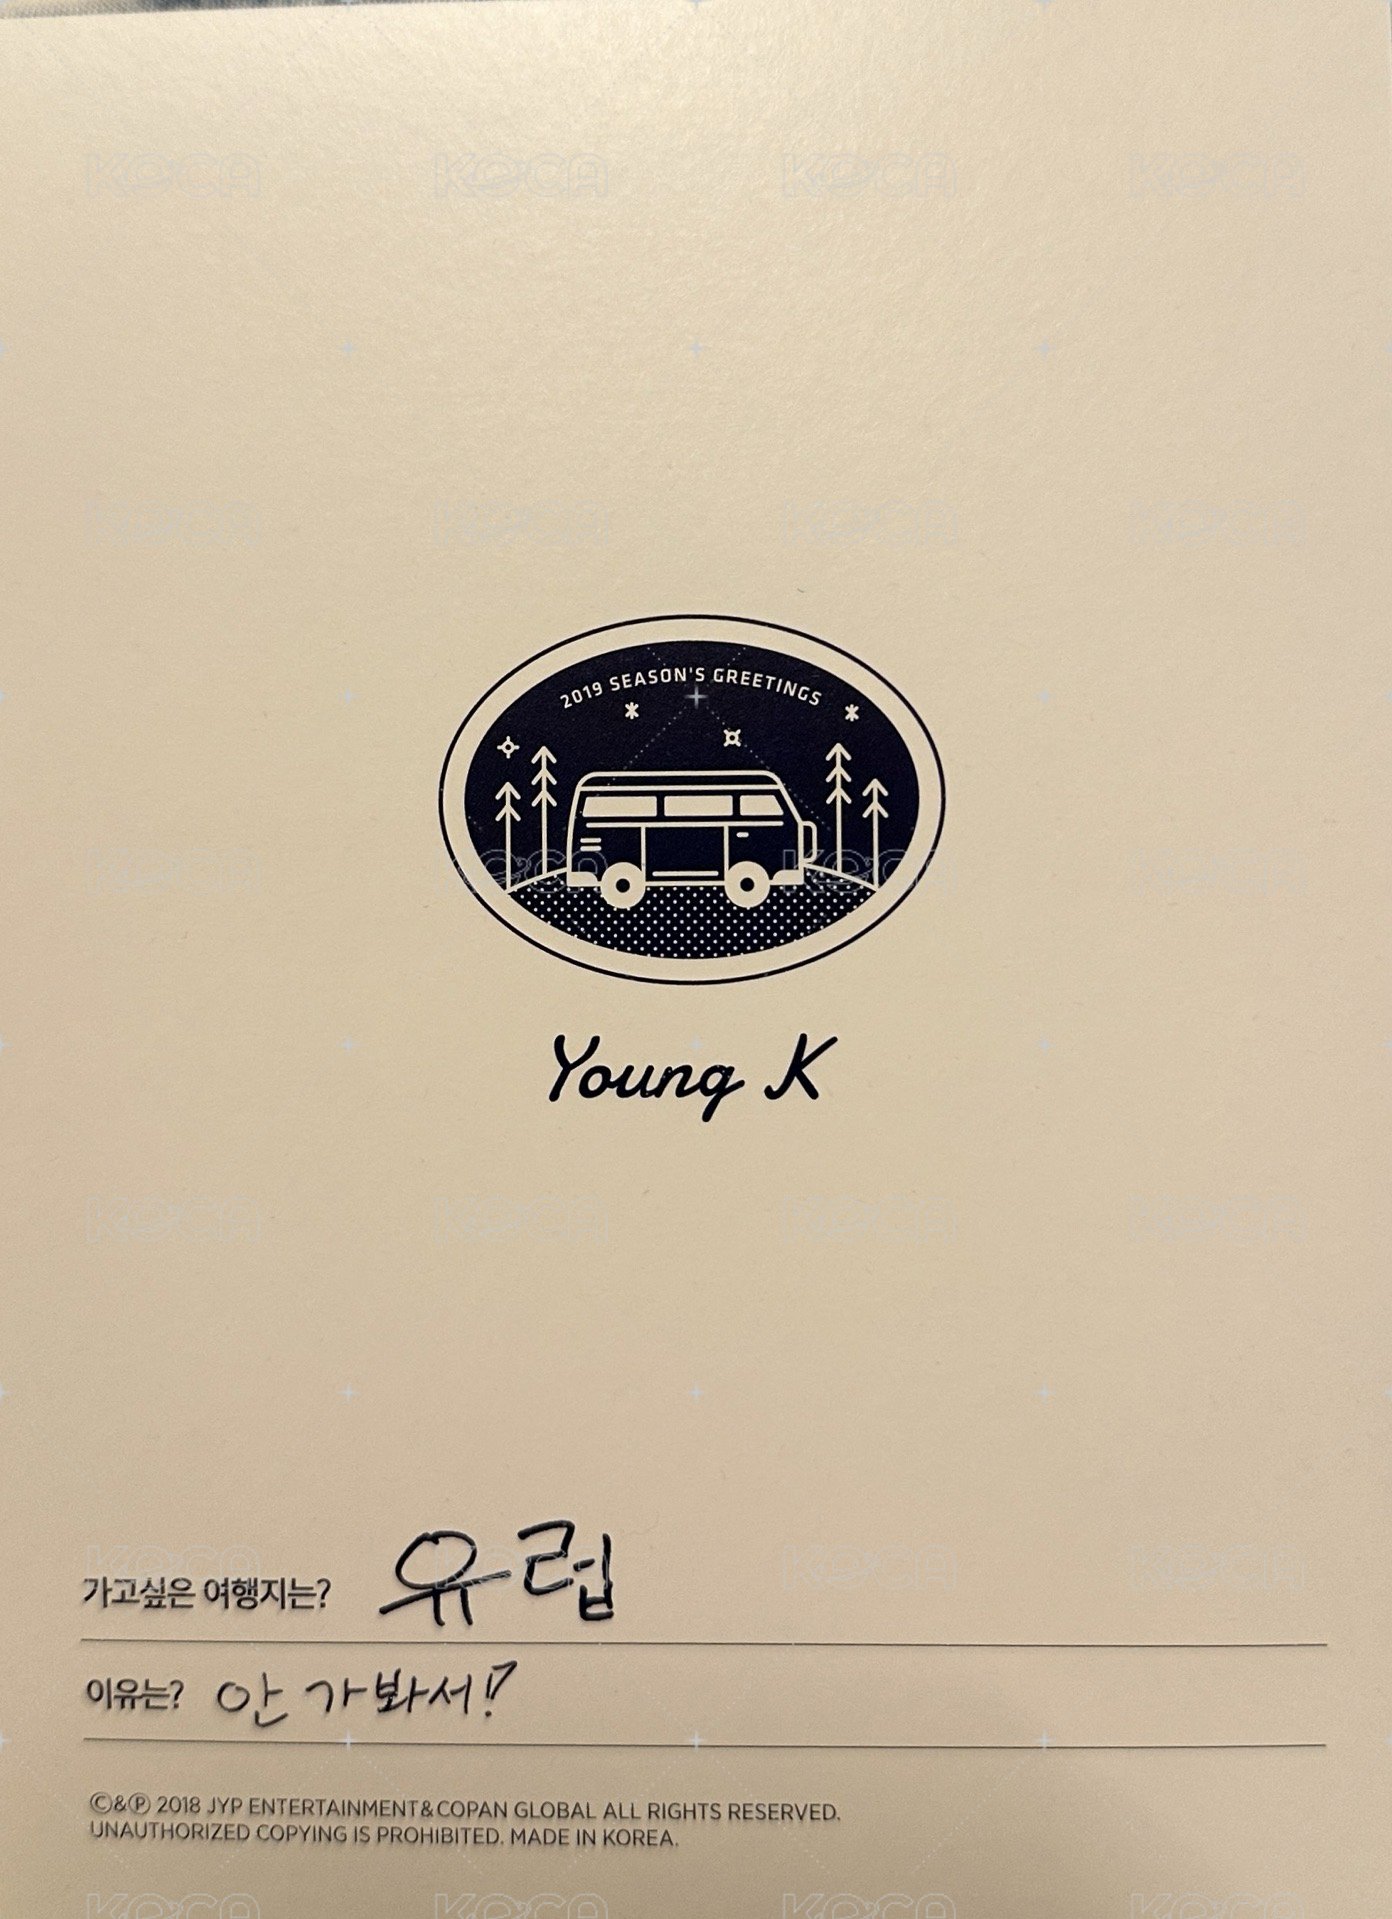 2019 SEASON'S GREETINGS
Young K
가고싶은 여행지는? 유럽
이유는? 안 가봐서!
Ⓒ&Ⓟ 2018 JYP ENTERTAINMENT&COPAN GLOBAL ALL RIGHTS RESERVED.
UNAUTHORIZED COPYING IS PROHIBITED. MADE IN KOREA.